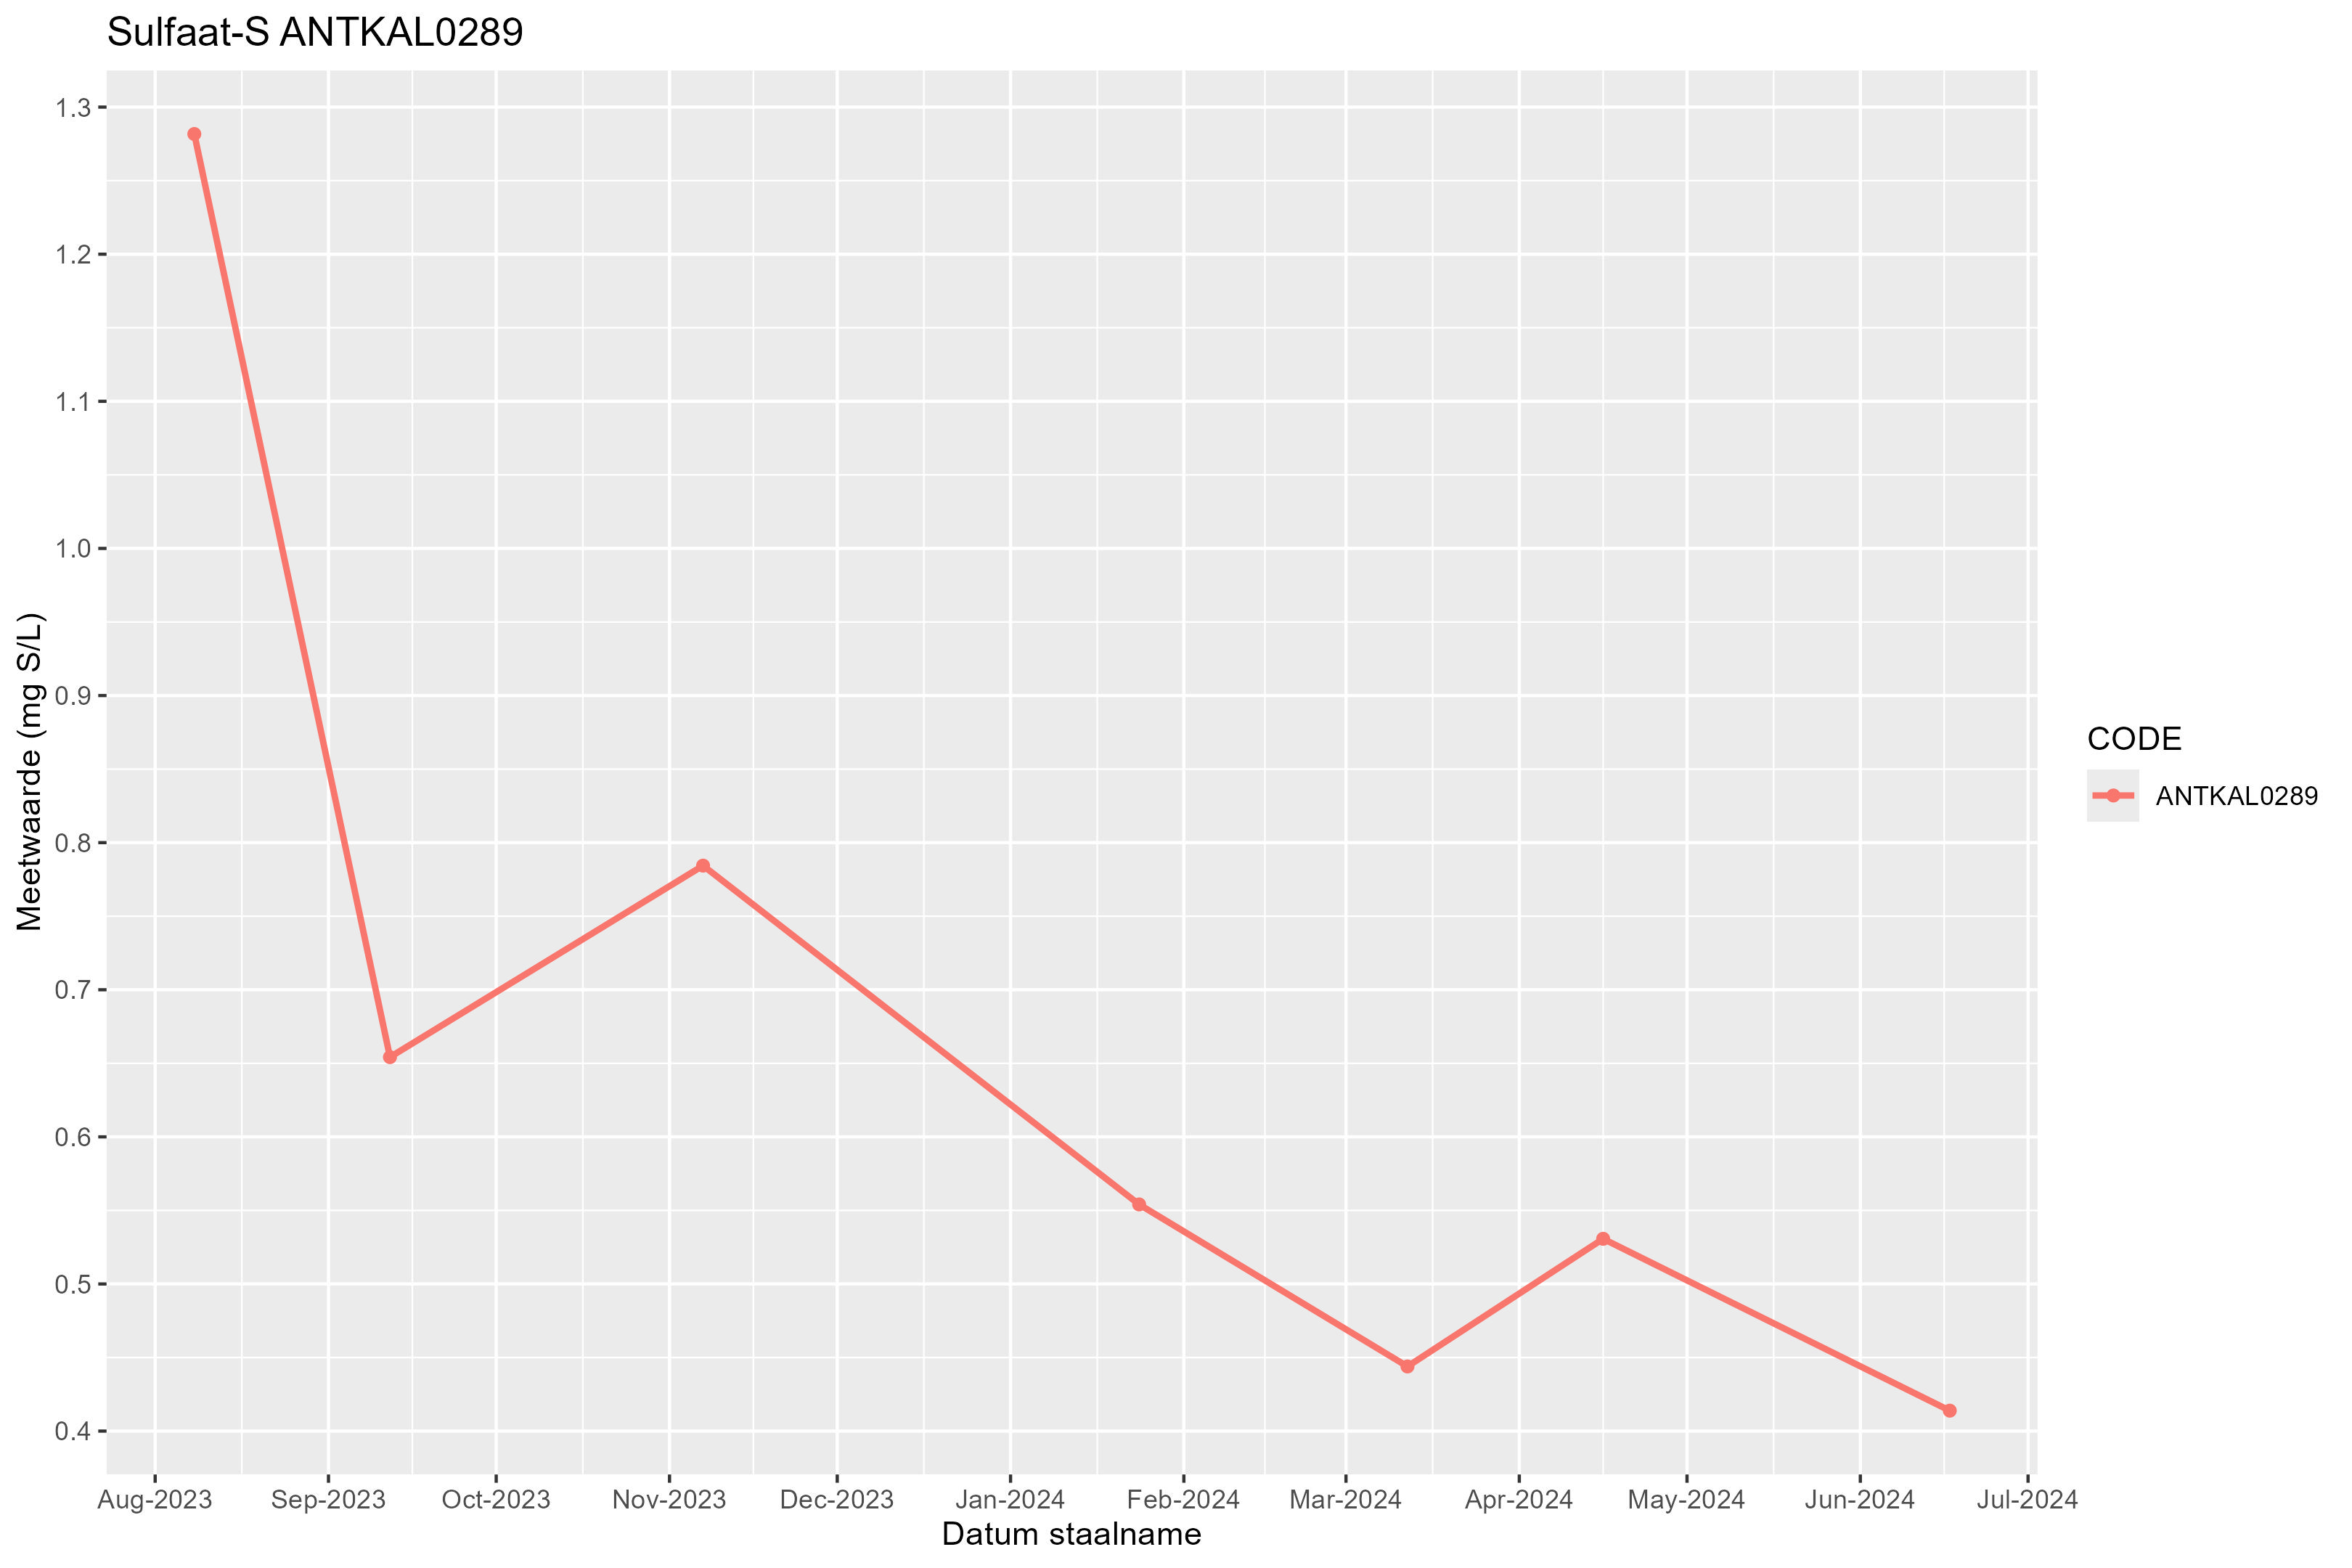 Sulfaat-S ANTKAL0289
Meetwaarde (mg S/L)
1.3
1.2
1.1
1.0
0.9
0.8
0.7
0.6
0.5
0.4
Aug-2023 Sep-2023 Oct-2023 Nov-2023 Dec-2023 Jan-2024 Feb-2024 Mar-2024 Apr-2024 May-2024 Jun-2024 Jul-2024
Datum staalname
CODE
ANTKAL0289